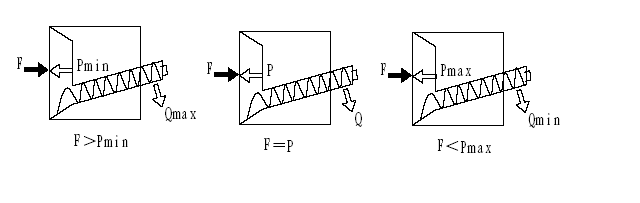 F Pmin Qmax
F>Pmin
F P Q
F=P
F Pmax Qmin
F<Pmax